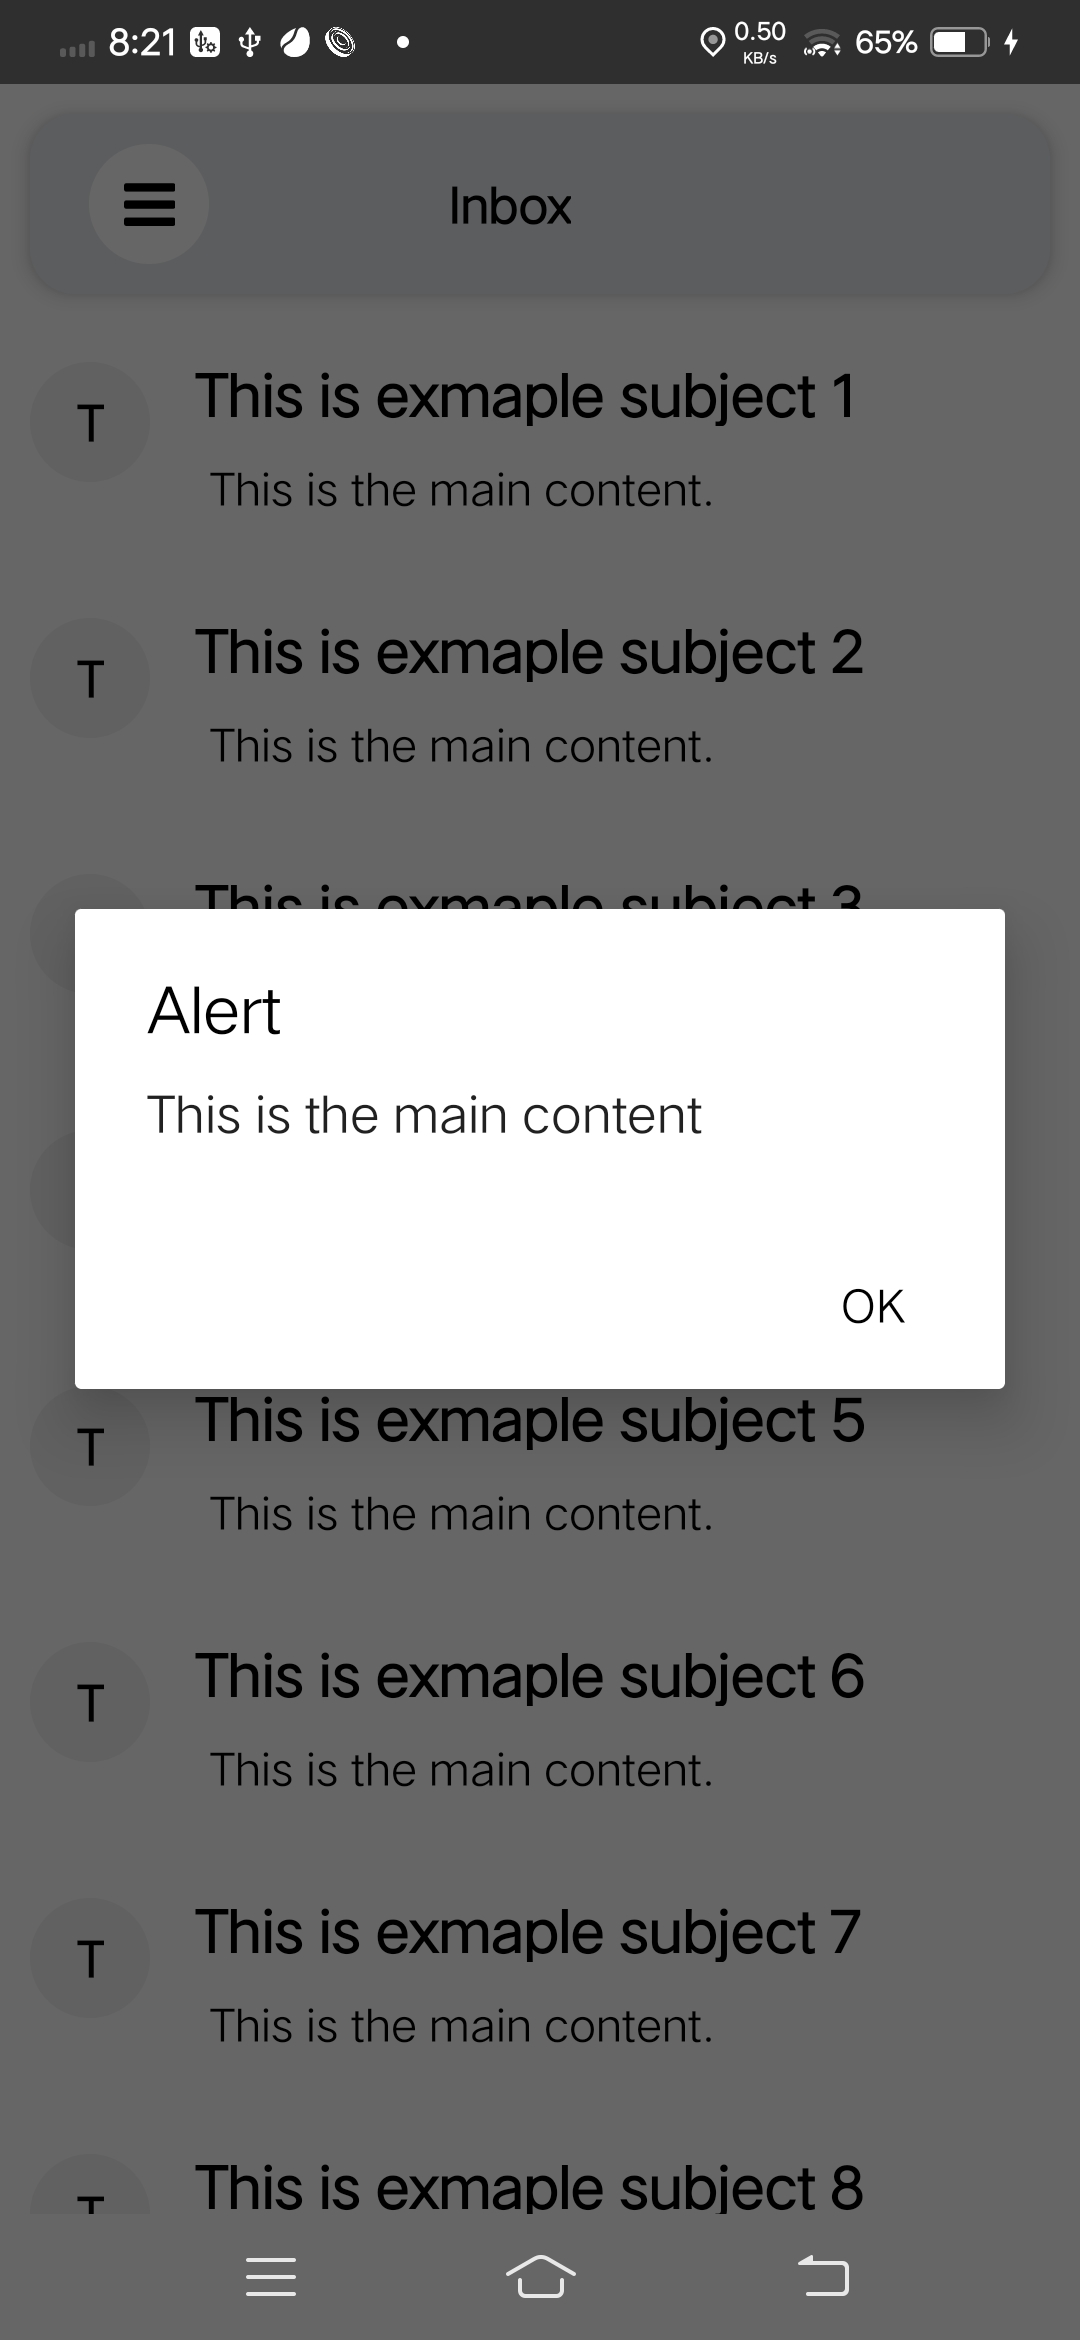 8:21
0.50
KB/s
65%
Inbox
T
This is exmaple subject 1
This is the main content.
T
This is exmaple subject 2
This is the main content.
This is exmaple subject 3
Alert
This is the main content
OK
T
This is exmaple subject 5
This is the main content.
T
This is exmaple subject 6
This is the main content.
T
This is exmaple subject 7
This is the main content.
T
This is exmaple subject 8